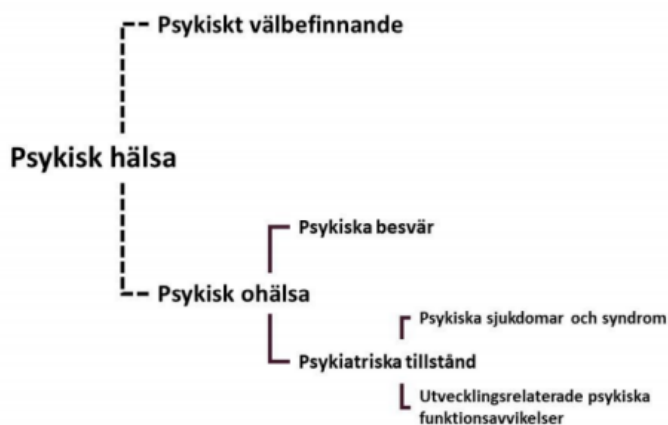 Psykiskt välbefinnande
Psykisk hälsa
Psykiska besvär
Psykisk ohälsa
Psykiska sjukdomar och syndrom
Psykiatriska tillstånd
Utvecklingsrelaterade psykiska
funktionsavvikelser